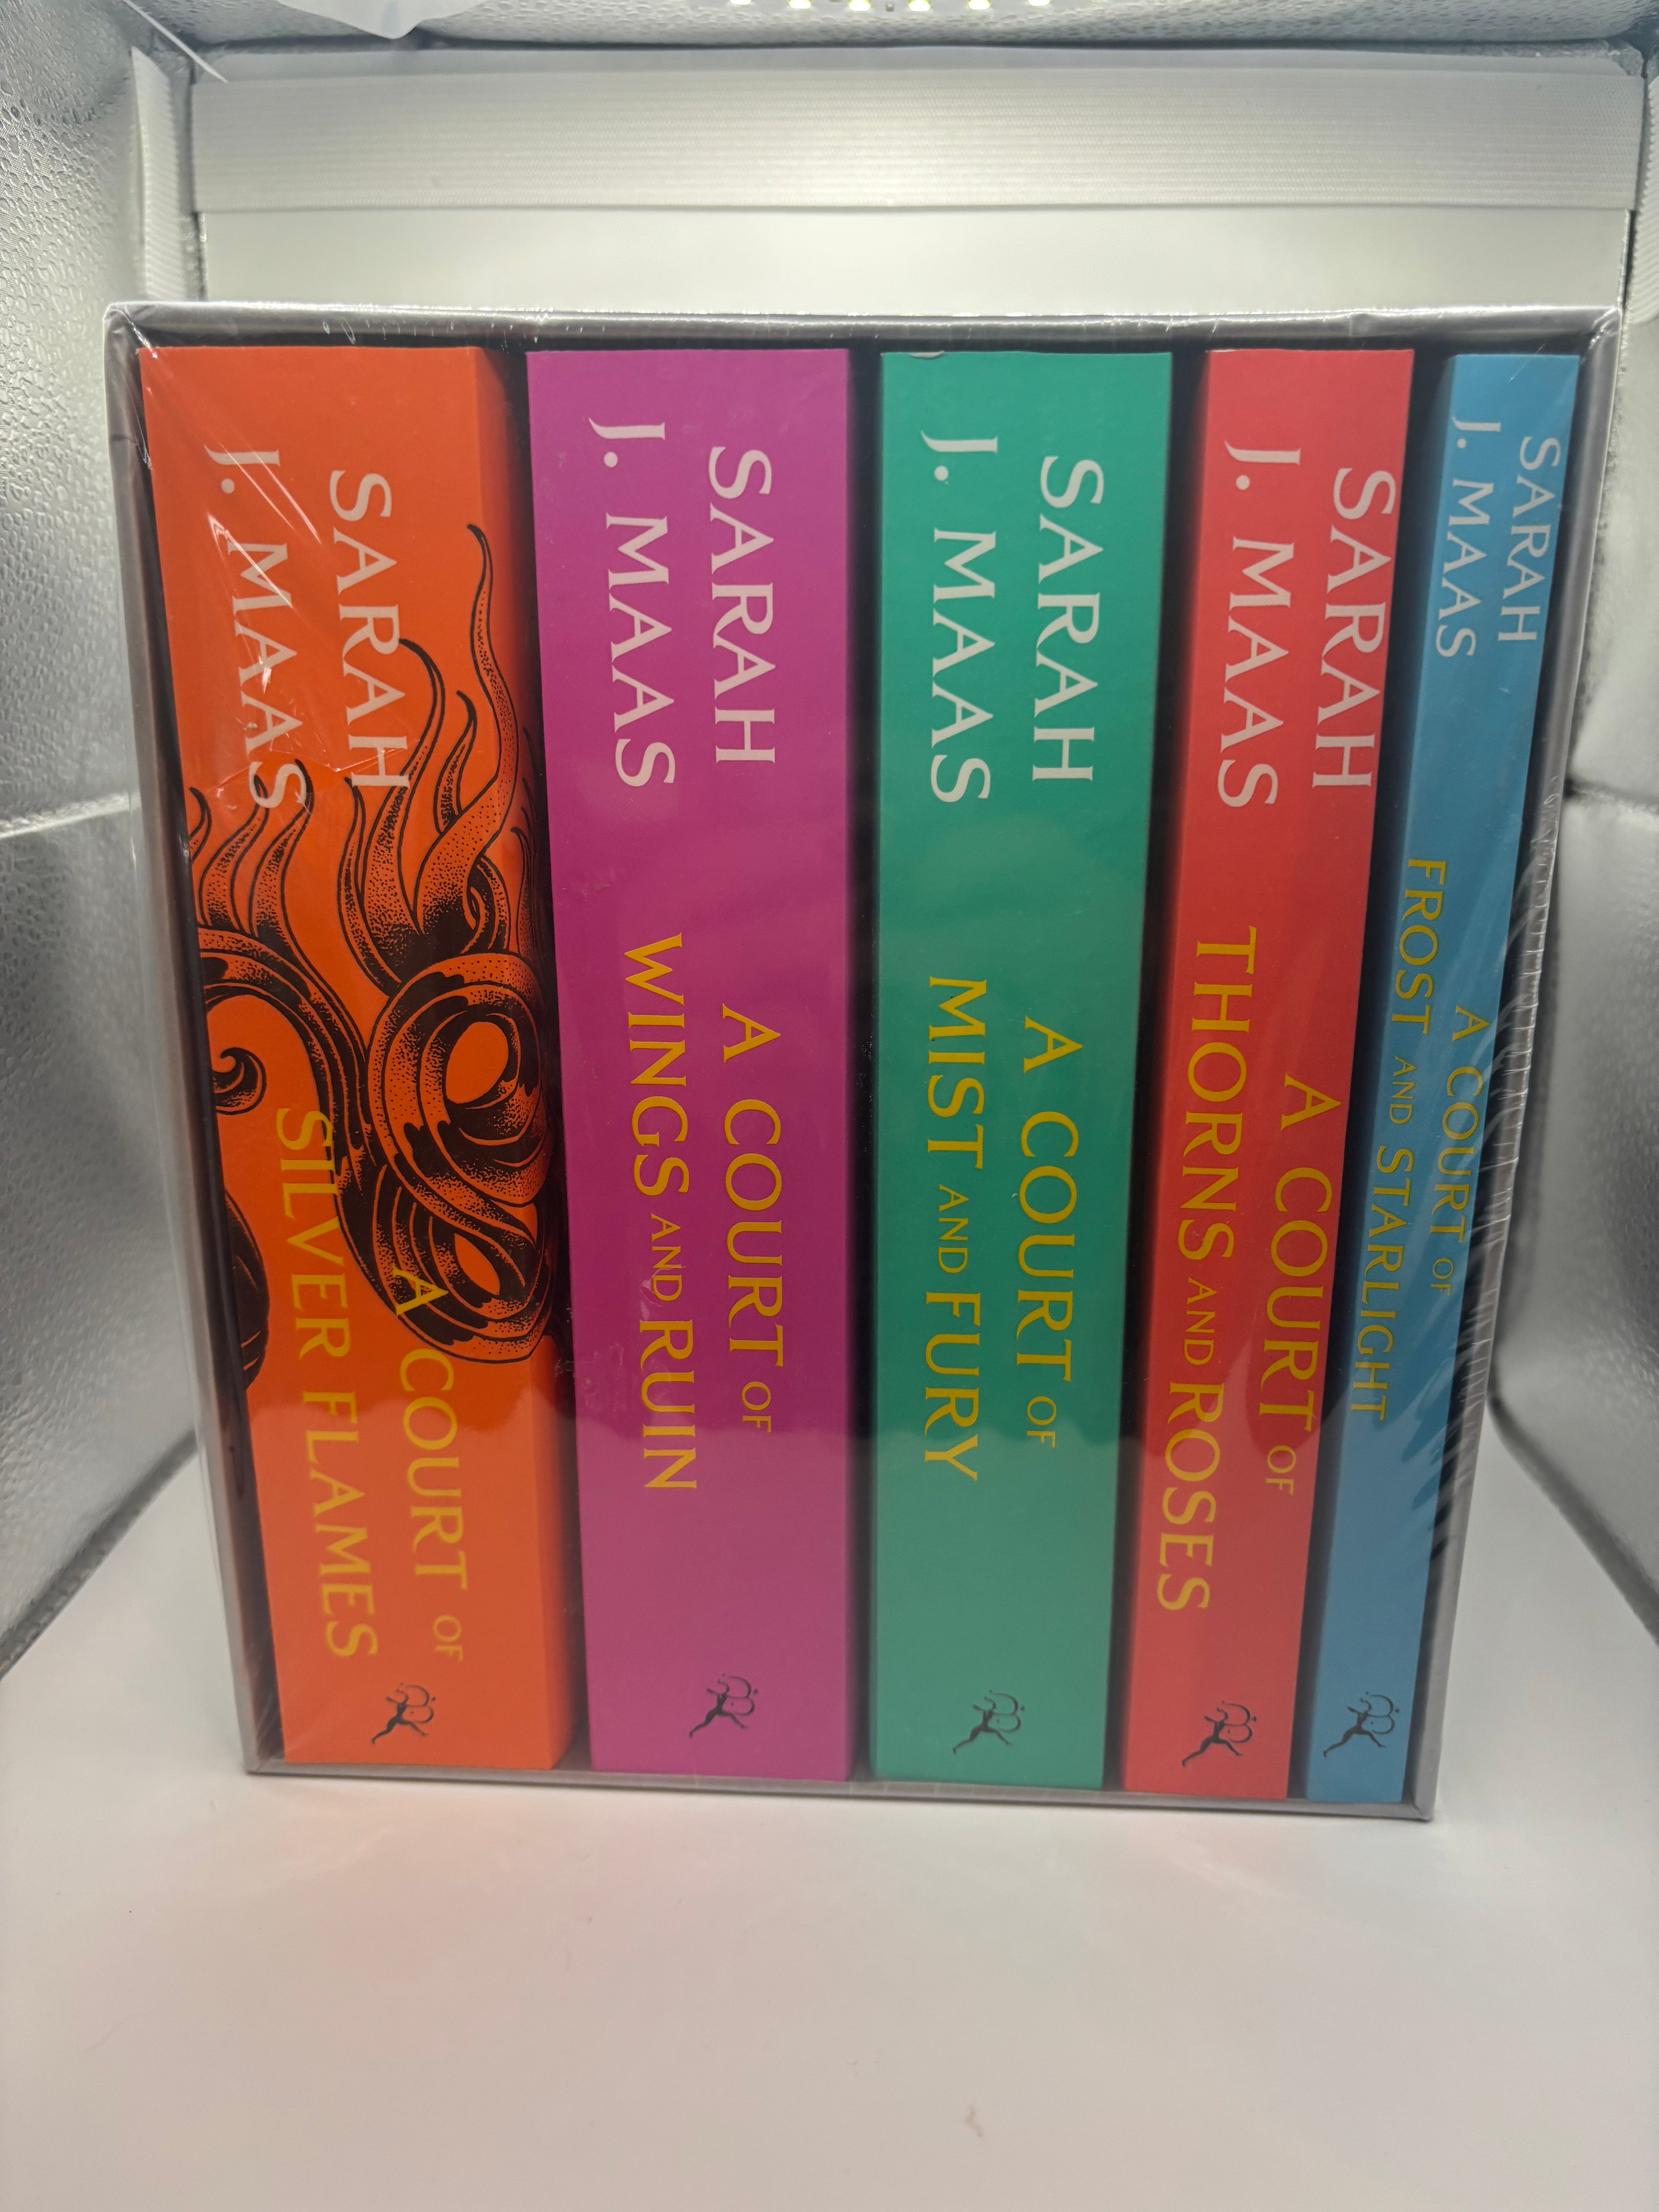 SARAH
J. MAAS
A COURT OF
SILVER FLAMES
SARAH
J. MAAS
A COURT OF
WINGS AND RUIN
SARAH
J. MAAS
A COURT OF
MIST AND FURY
SARAH
J. MAAS
A COURT OF
THORNS AND ROSES
SARAH
J. MAAS
A COURT OF
FROST AND STARLIGHT